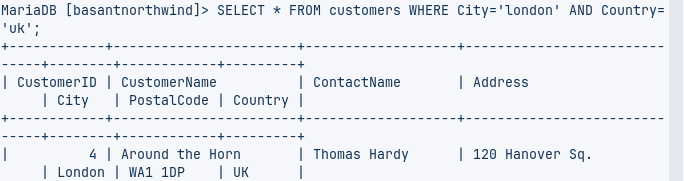 MariaDB [basantnorthwind]> SELECT * FROM customers WHERE City='london' AND Country=
'uk';
+------------+-----------------------+-------------------+-------------------------
-----+--------+------------+---------+
| CustomerID | CustomerName          | ContactName       | Address
     | City   | PostalCode | Country |
+------------+-----------------------+-------------------+-------------------------
-----+--------+------------+---------+
|          4 | Around the Horn       | Thomas Hardy      | 120 Hanover Sq.
     | London | WA1 1DP    | UK      |